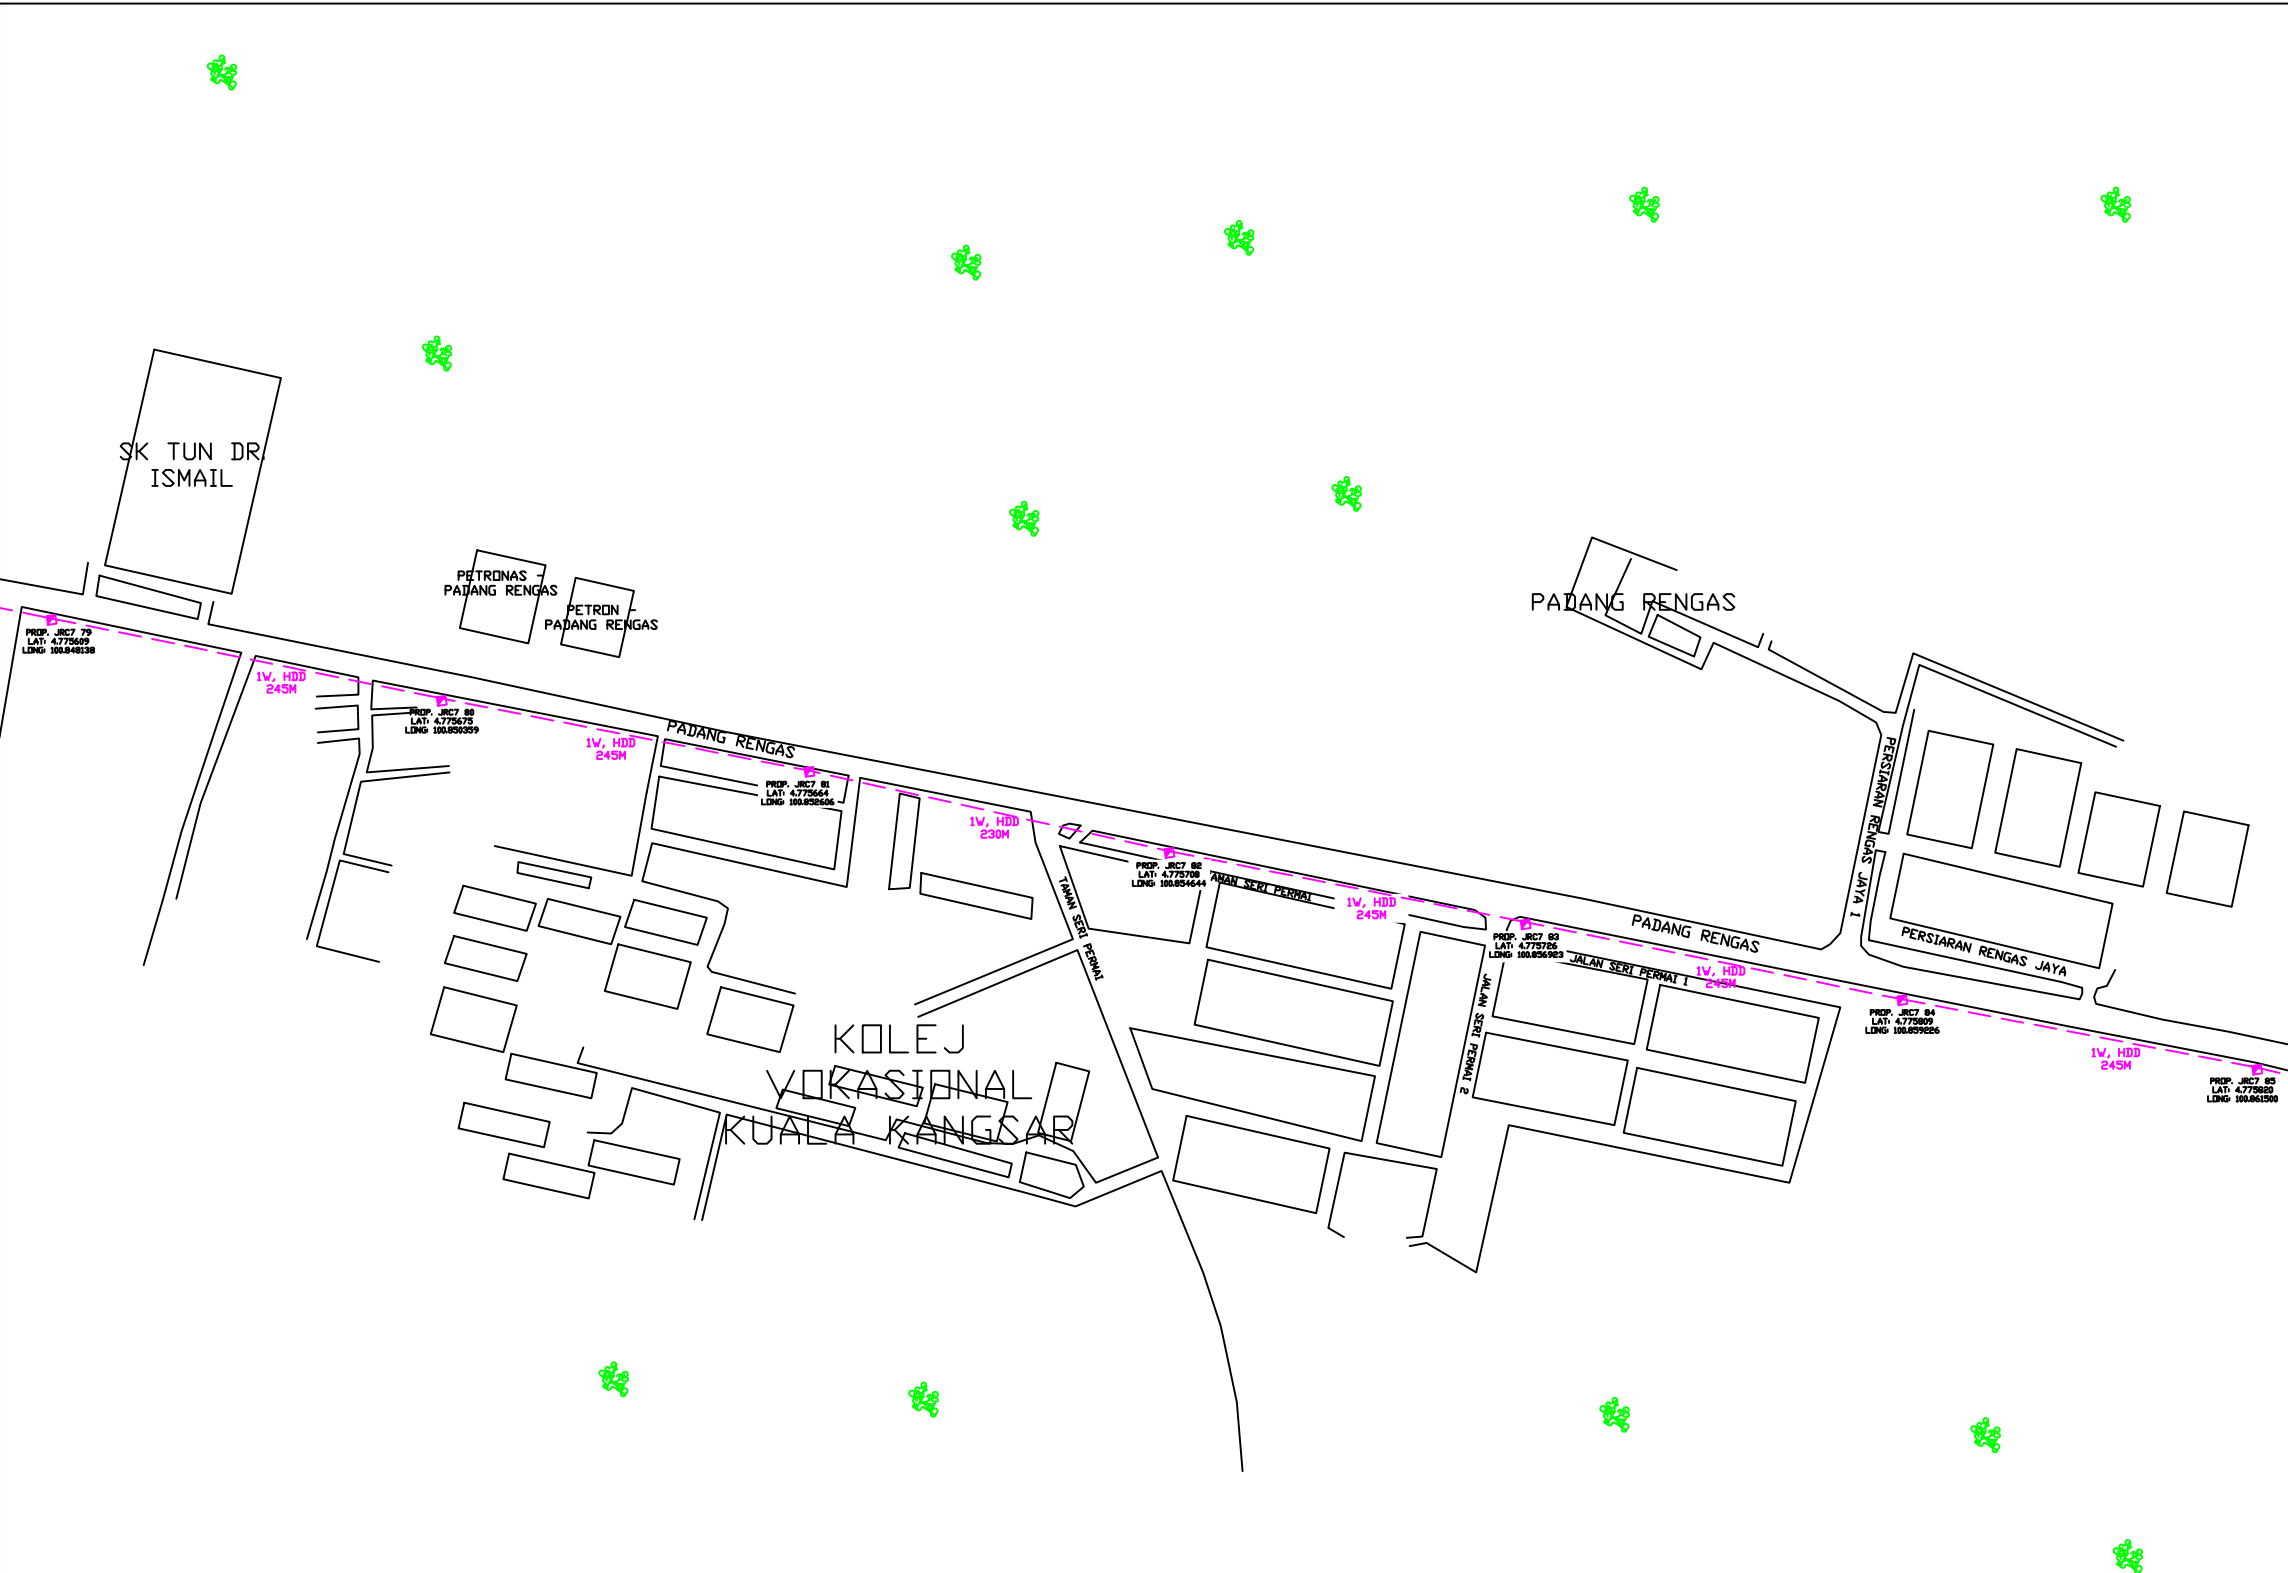 SK TUN DR.
ISMAIL
PETRONAS -
PADANG RENGAS
PETRON -
PADANG RENGAS
PADANG RENGAS
PROP. JRC7 79
LAT: 4.775609
LONG: 100.848138
1W, HDD
245M
PROP. JRC7 80
LAT: 4.775675
LONG: 100.850359
1W, HDD
245M
PADANG RENGAS
PROP. JRC7 81
LAT: 4.775664
LONG: 100.852606
1W, HDD
230M
TAMAN SERI PERMAI
PROP. JRC7 82
LAT: 4.775708
LONG: 100.854644
AMAN SERI PERMAI
1W, HDD
245M
PROP. JRC7 83
LAT: 4.775726
LONG: 100.856923
JALAN SERI PERMAI 1
JALAN SERI PERMAI 2
PADANG RENGAS
1W, HDD
245M
PERSIARAN RENGAS JAYA 1
PERSIARAN RENGAS JAYA
PROP. JRC7 84
LAT: 4.775809
LONG: 100.859226
1W, HDD
245M
PROP. JRC7 85
LAT: 4.775820
LONG: 100.861500
KOLEJ
VOKASIONAL
KUALA KANGSAR